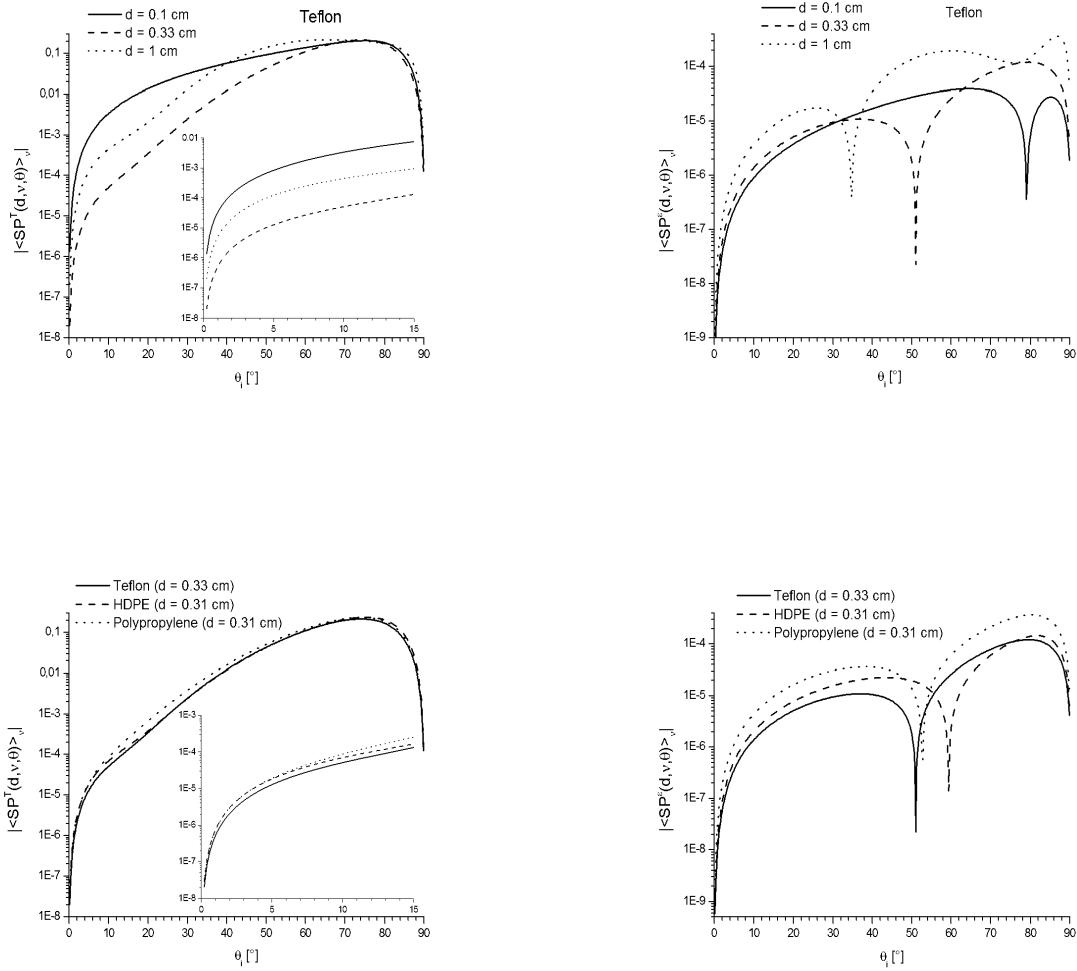 d = 0.1 cm
d = 0.33 cm
d = 1 cm
Teflon
0,1
0,01
1E-3
1E-4
1E-5
1E-6
1E-7
1E-8
|<SP^T(d,ν,θ)>_ν|
0 10 20 30 40 50 60 70 80 90
θ_i [°]
0.01
1E-3
1E-4
1E-5
1E-6
1E-7
1E-8
0 5 10 15
d = 0.1 cm
d = 0.33 cm
d = 1 cm
Teflon
1E-4
1E-5
1E-6
1E-7
1E-8
1E-9
|<SP^ε(d,ν,θ)>_ν|
0 10 20 30 40 50 60 70 80 90
θ_i [°]
Teflon (d = 0.33 cm)
HDPE (d = 0.31 cm)
Polypropylene (d = 0.31 cm)
0,1
0,01
1E-3
1E-4
1E-5
1E-6
1E-7
1E-8
|<SP^T(d,ν,θ)>_ν|
0 10 20 30 40 50 60 70 80 90
θ_i [°]
1E-3
1E-4
1E-5
1E-6
1E-7
1E-8
0 5 10 15
Teflon (d = 0.33 cm)
HDPE (d = 0.31 cm)
Polypropylene (d = 0.31 cm)
1E-4
1E-5
1E-6
1E-7
1E-8
1E-9
|<SP^ε(d,ν,θ)>_ν|
0 10 20 30 40 50 60 70 80 90
θ_i [°]